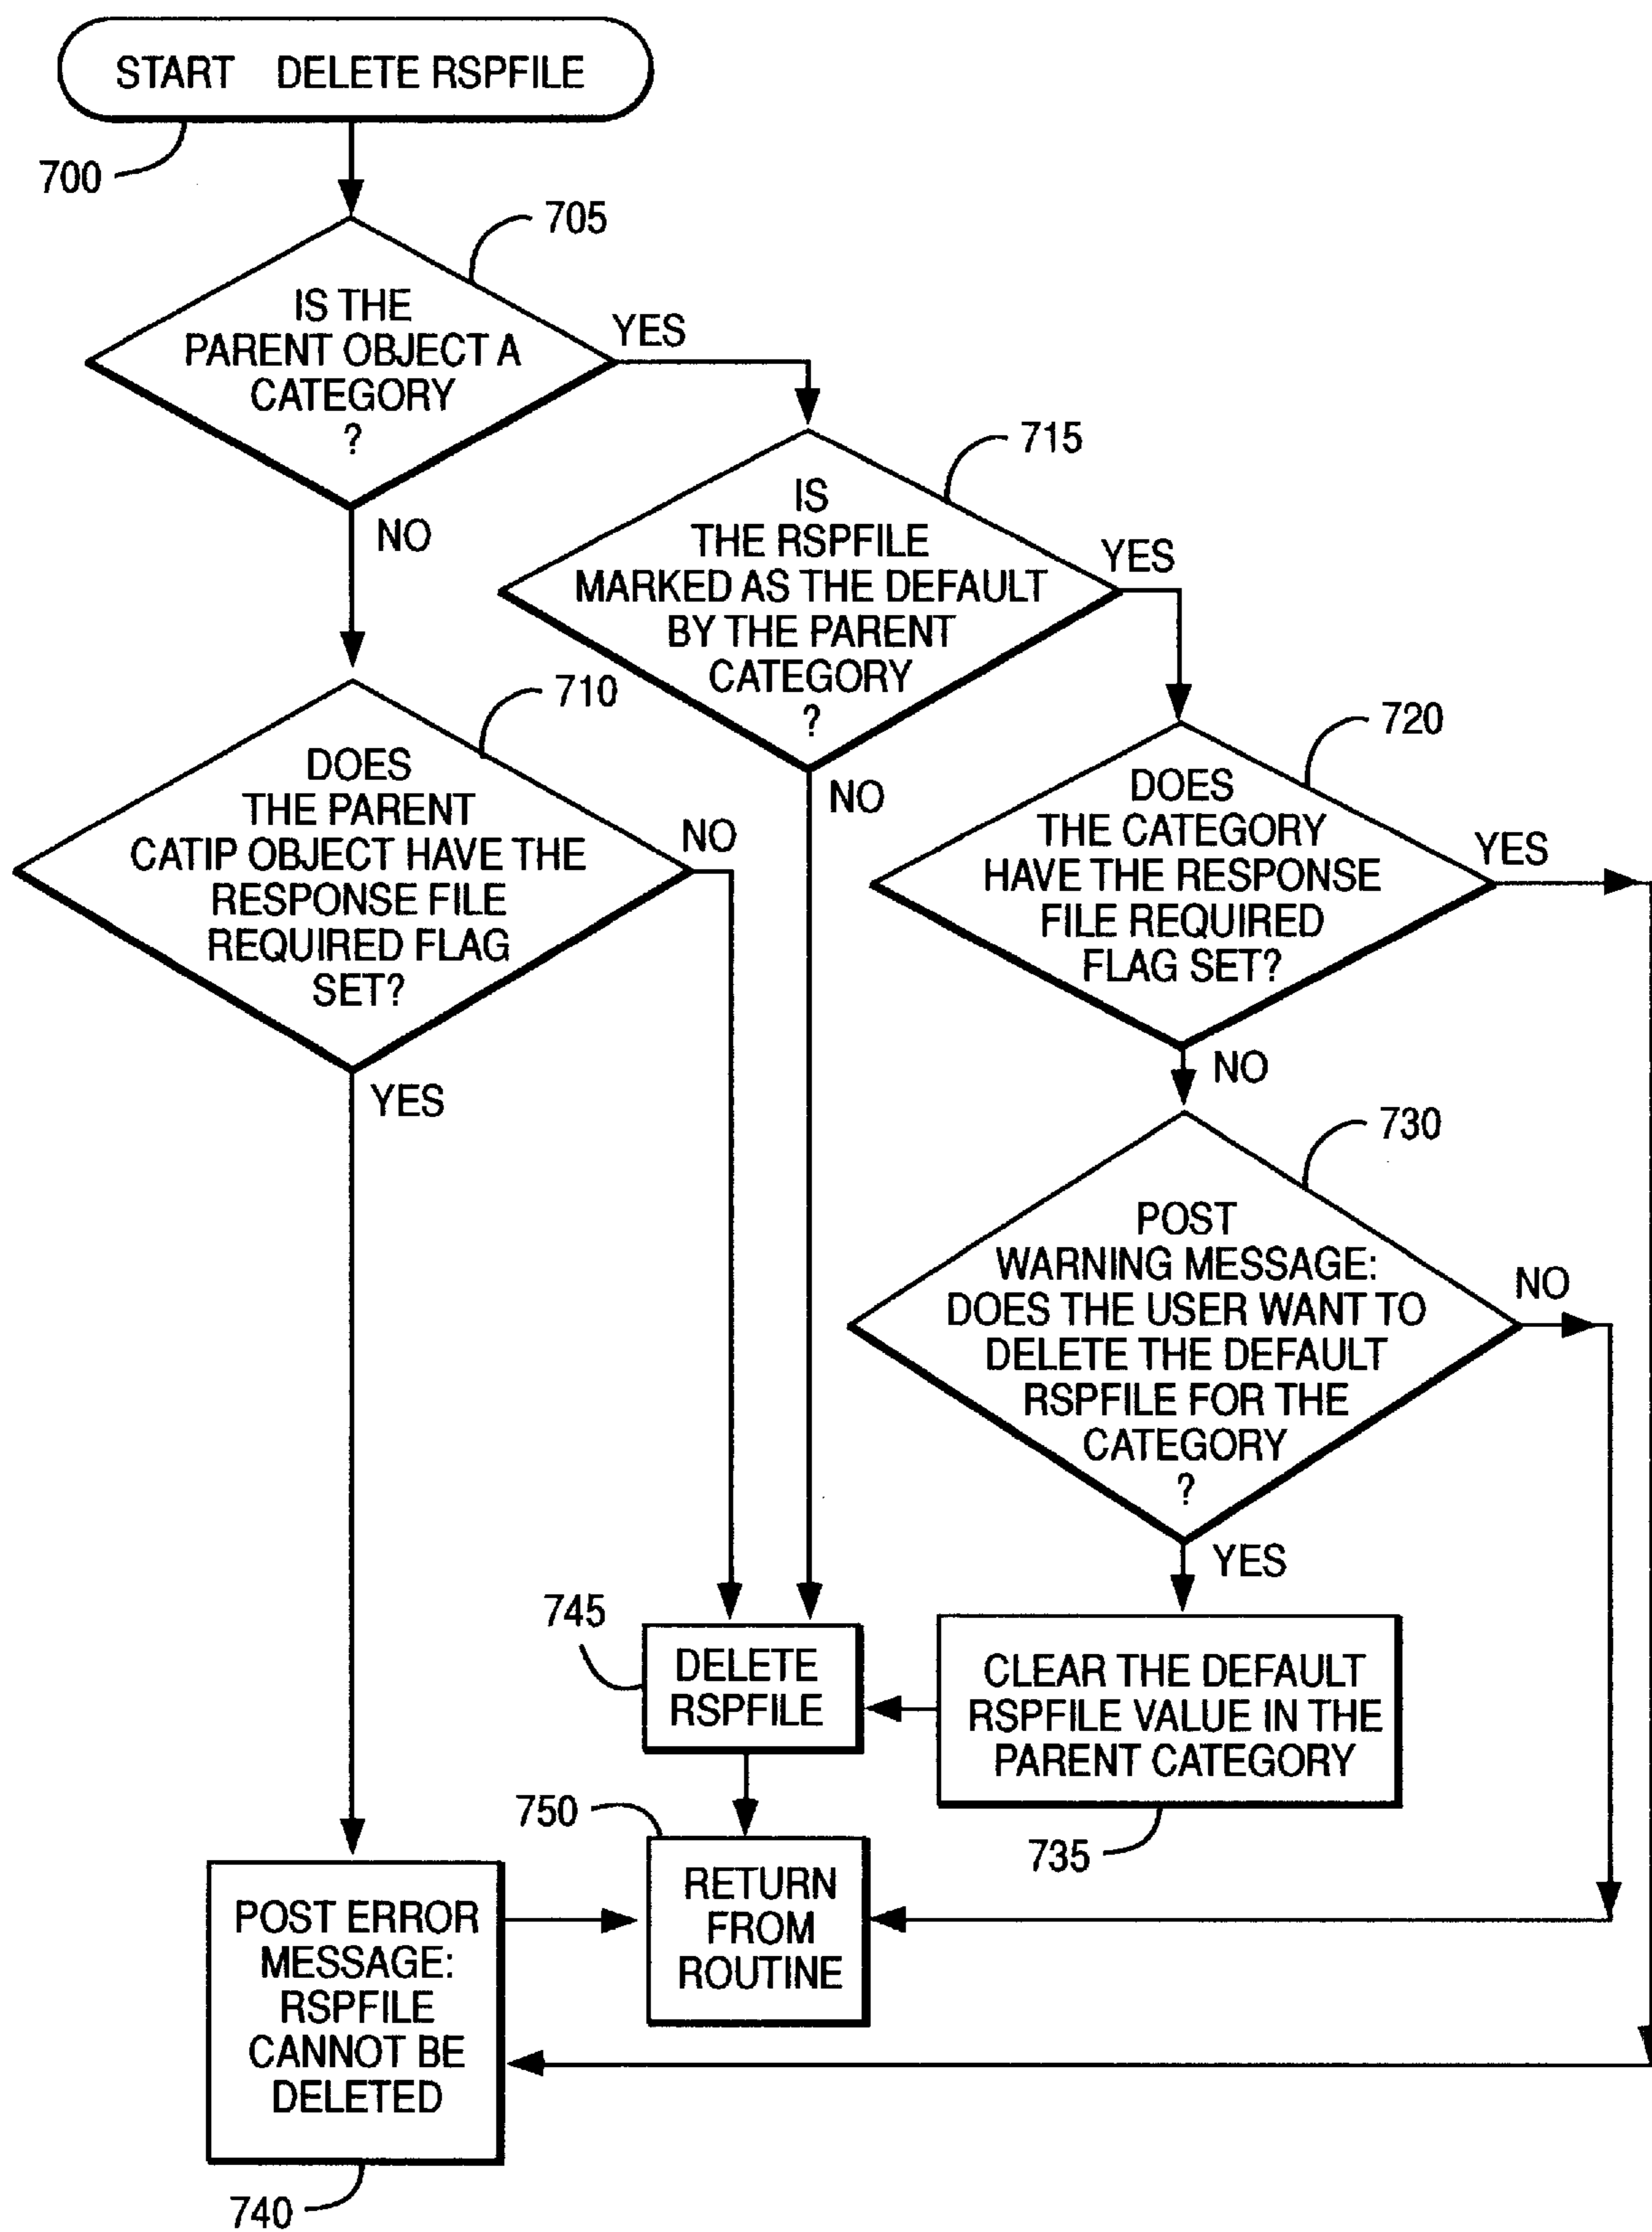 START DELETE RSPFILE
700
705
IS THE
PARENT OBJECT A
CATEGORY
?
YES
NO
715
IS
THE RSPFILE
MARKED AS THE DEFAULT
BY THE PARENT
CATEGORY
?
YES
NO
710
DOES
THE PARENT
CATIP OBJECT HAVE THE
RESPONSE FILE
REQUIRED FLAG
SET?
NO
YES
720
DOES
THE CATEGORY
HAVE THE RESPONSE
FILE REQUIRED
FLAG SET?
YES
NO
730
POST
WARNING MESSAGE:
DOES THE USER WANT TO
DELETE THE DEFAULT
RSPFILE FOR THE
CATEGORY
?
NO
YES
745
DELETE
RSPFILE
CLEAR THE DEFAULT
RSPFILE VALUE IN THE
PARENT CATEGORY
735
750
RETURN
FROM
ROUTINE
POST ERROR
MESSAGE:
RSPFILE
CANNOT BE
DELETED
740